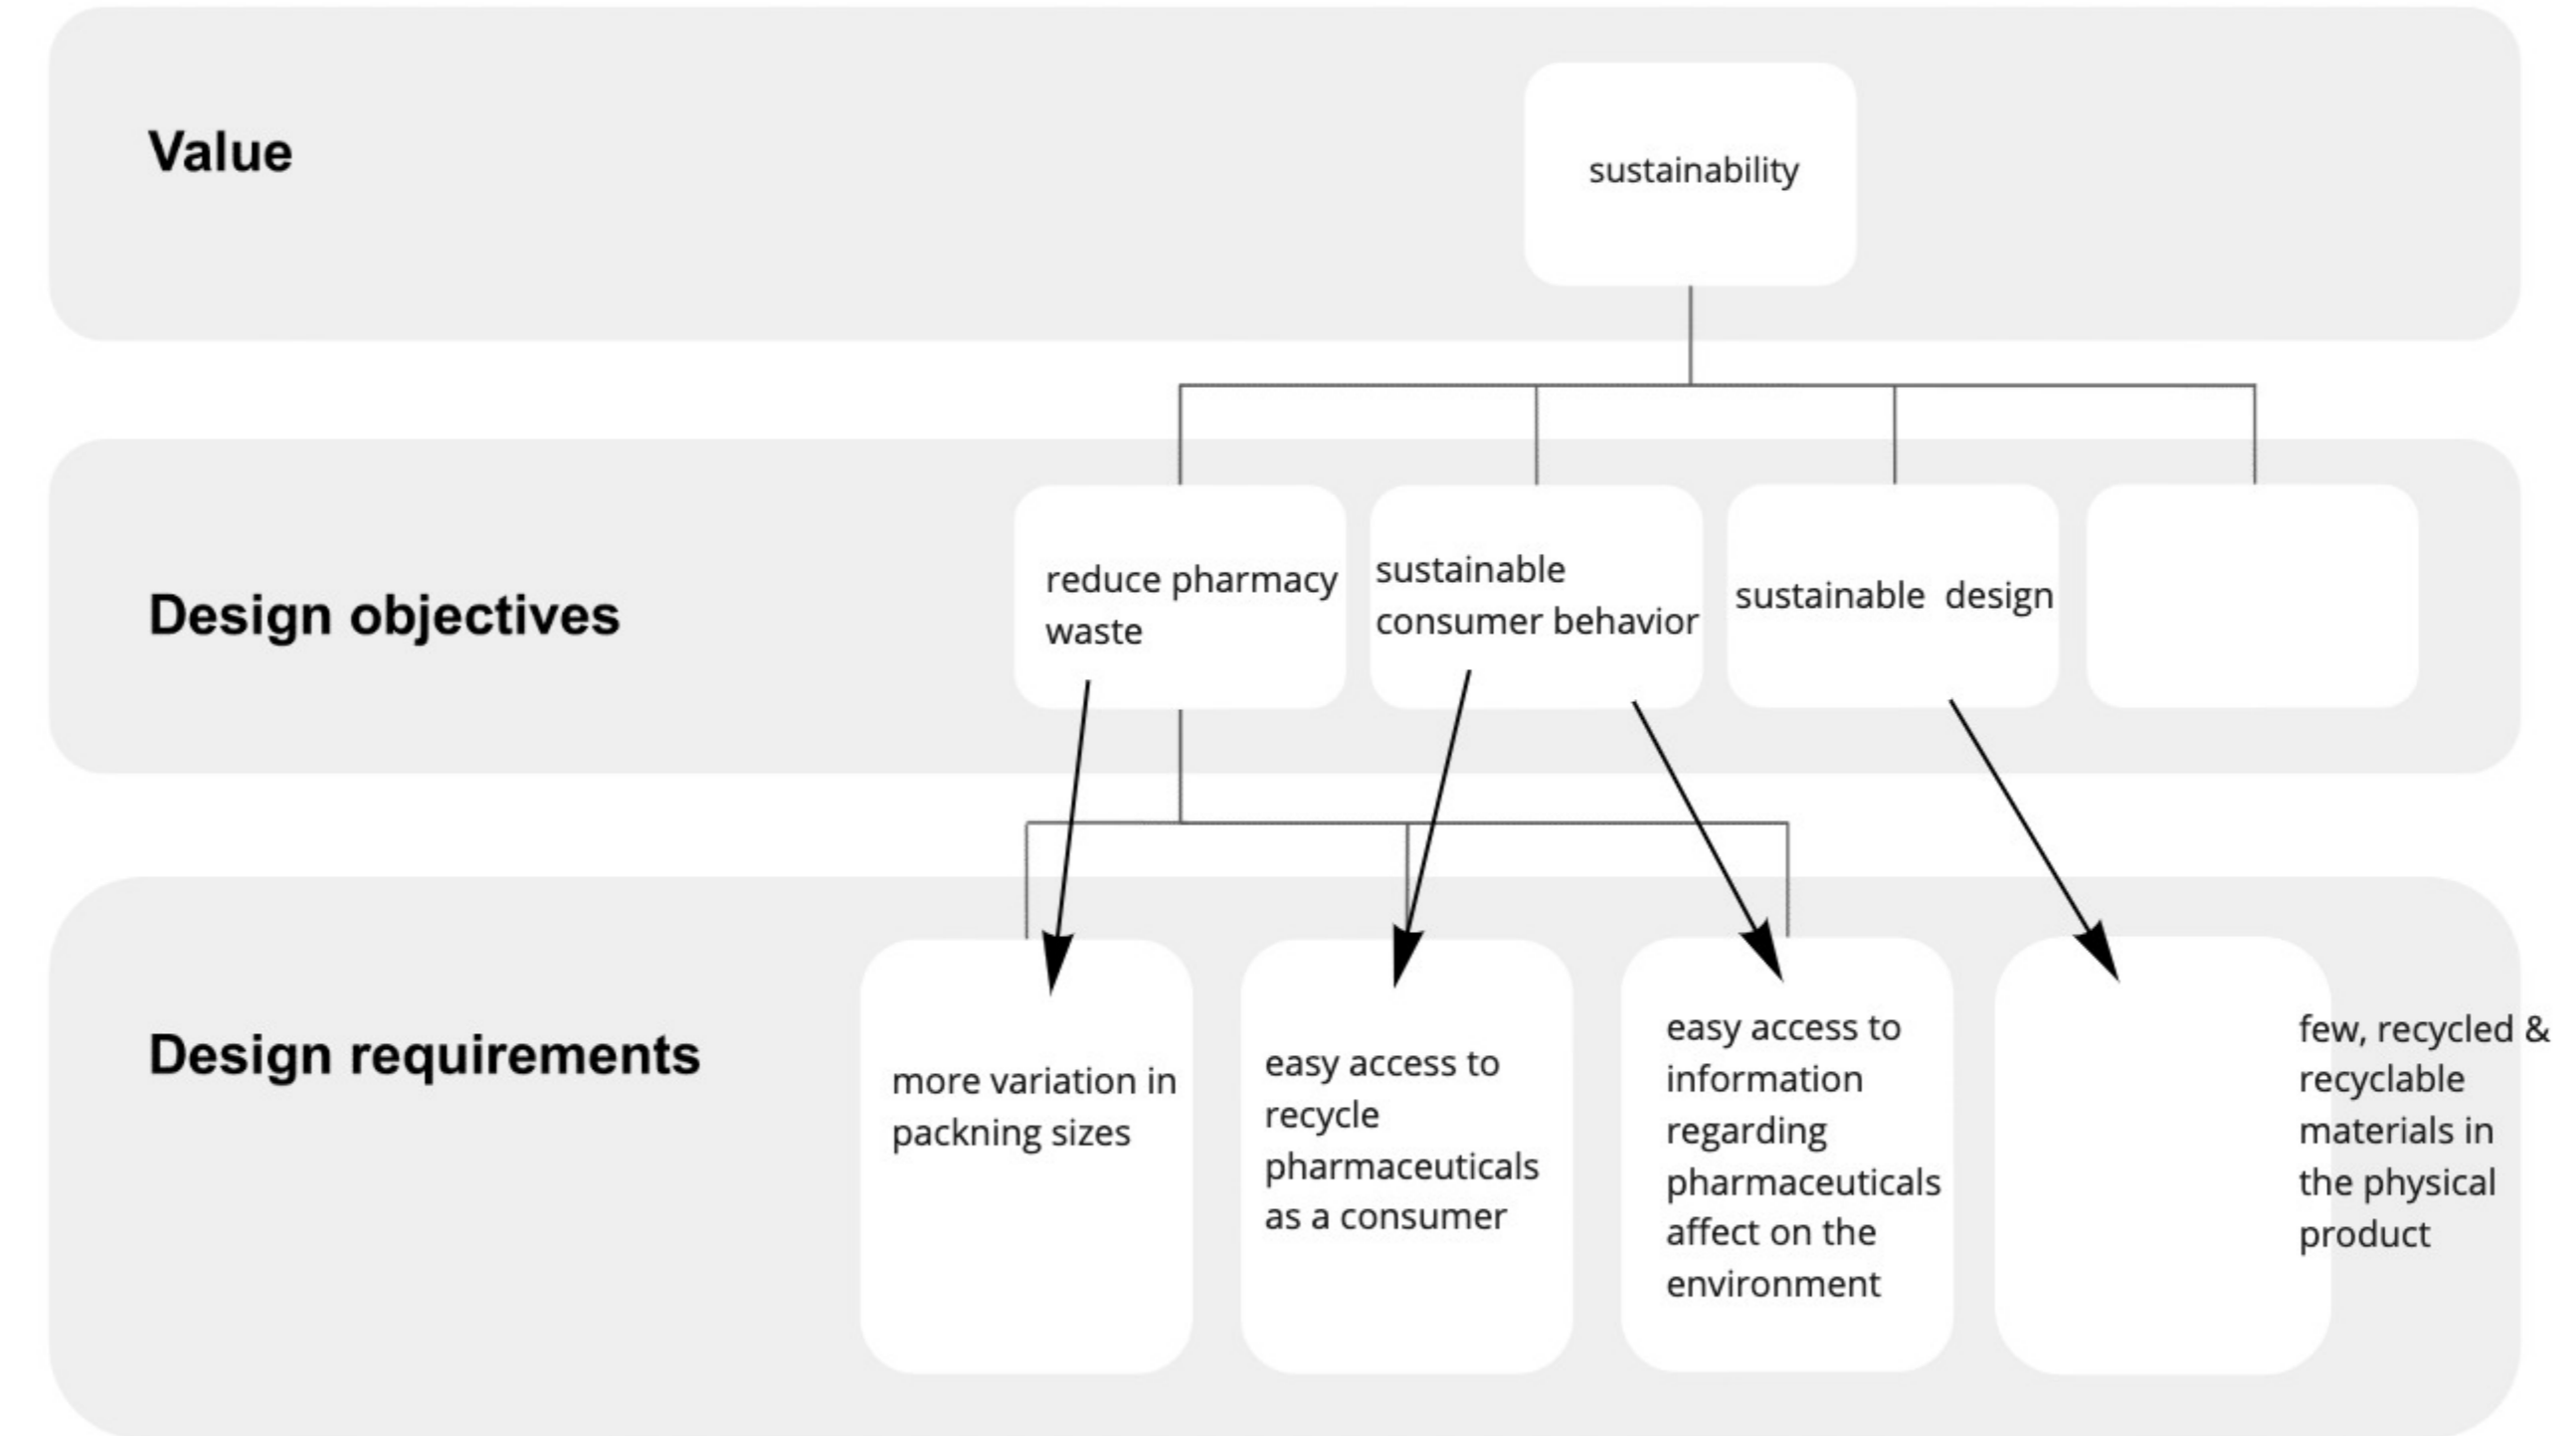 Value
sustainability
Design objectives
reduce pharmacy
waste
sustainable
consumer behavior
sustainable design
Design requirements
more variation in
packning sizes
easy access to
recycle
pharmaceuticals
as a consumer
easy access to
information
regarding
pharmaceuticals
affect on the
environment
few, recycled &
recyclable
materials in
the physical
product